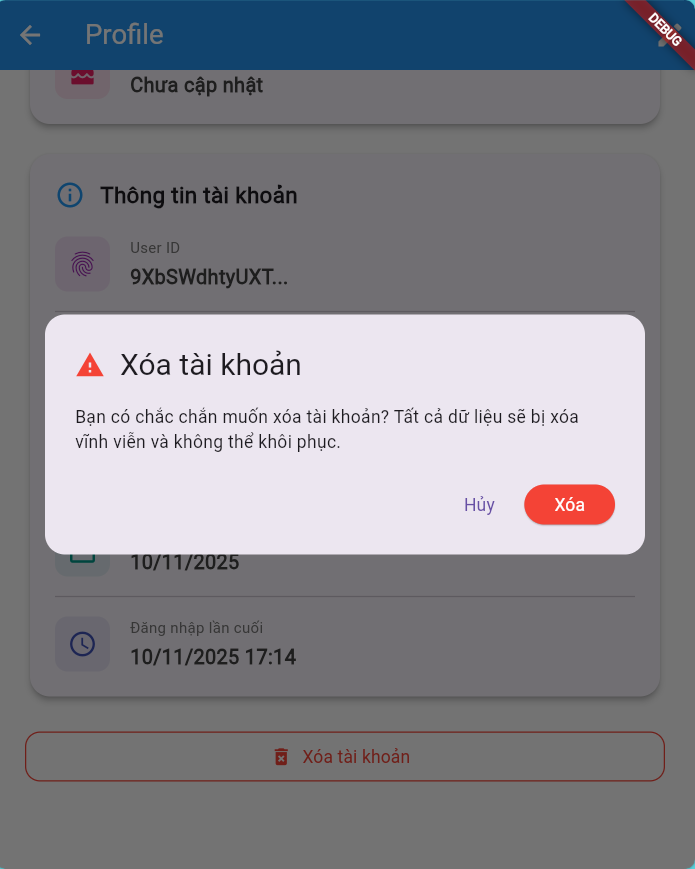 Profile
DEBUG
Chưa cập nhật
Thông tin tài khoản
User ID
9XbSWdhtyUXT...
Xóa tài khoản
Bạn có chắc chắn muốn xóa tài khoản? Tất cả dữ liệu sẽ bị xóa
vĩnh viễn và không thể khôi phục.
Hủy
Xóa
10/11/2025
Đăng nhập lần cuối
10/11/2025 17:14
Xóa tài khoản